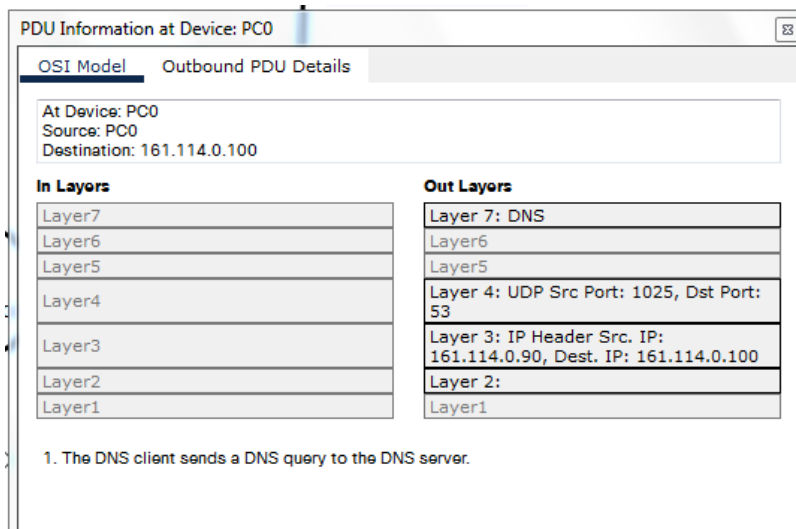 PDU Information at Device: PC0
OSI Model
Outbound PDU Details
At Device: PC0
Source: PC0
Destination: 161.114.0.100
In Layers
Layer7
Layer6
Layer5
Layer4
Layer3
Layer2
Layer1
Out Layers
Layer 7: DNS
Layer6
Layer5
Layer 4: UDP Src Port: 1025, Dst Port:
53
Layer 3: IP Header Src. IP:
161.114.0.90, Dest. IP: 161.114.0.100
Layer 2:
Layer1
1. The DNS client sends a DNS query to the DNS server.